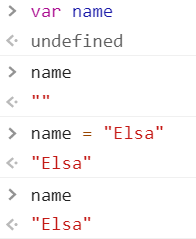 var name
undefined
name
""
name = "Elsa"
"Elsa"
name
"Elsa"